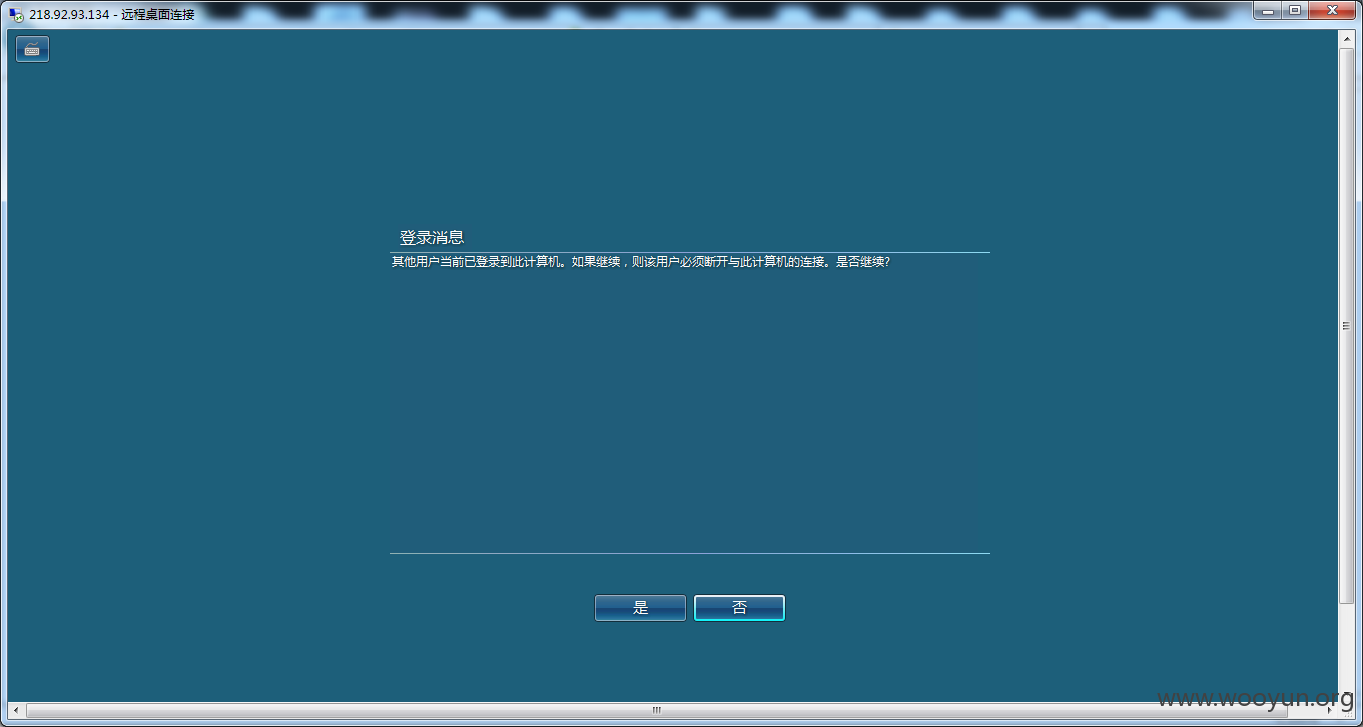 218.92.93.134 - 远程桌面连接
登录消息
其他用户当前已登录到此计算机。如果继续，则该用户必须断开与此计算机的连接。是否继续?
是 否
www.wooyun.org